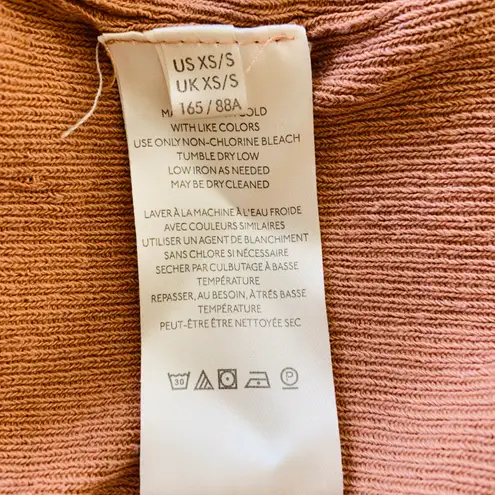 US XS/S
UK XS/S
165/88A
WITH LIKE COLORS
USE ONLY NON-CHLORINE BLEACH
TUMBLE DRY LOW
LOW IRON AS NEEDED
MAY BE DRY CLEANED
LAVER À LA MACHINE À L'EAU FROIDE
AVEC COULEURS SIMILAIRES
UTILISER UN AGENT DE BLANCHIMENT
SANS CHLORE SI NÉCESSAIRE
SECHER PAR CULBUTAGE À BASSE
TEMPÉRATURE
REPASSER, AU BESOIN, À TRÉS BASSE
TEMPÉRATURE
PEUT-ÊTRE ÊTRE NETTOYÉE SEC
30 P